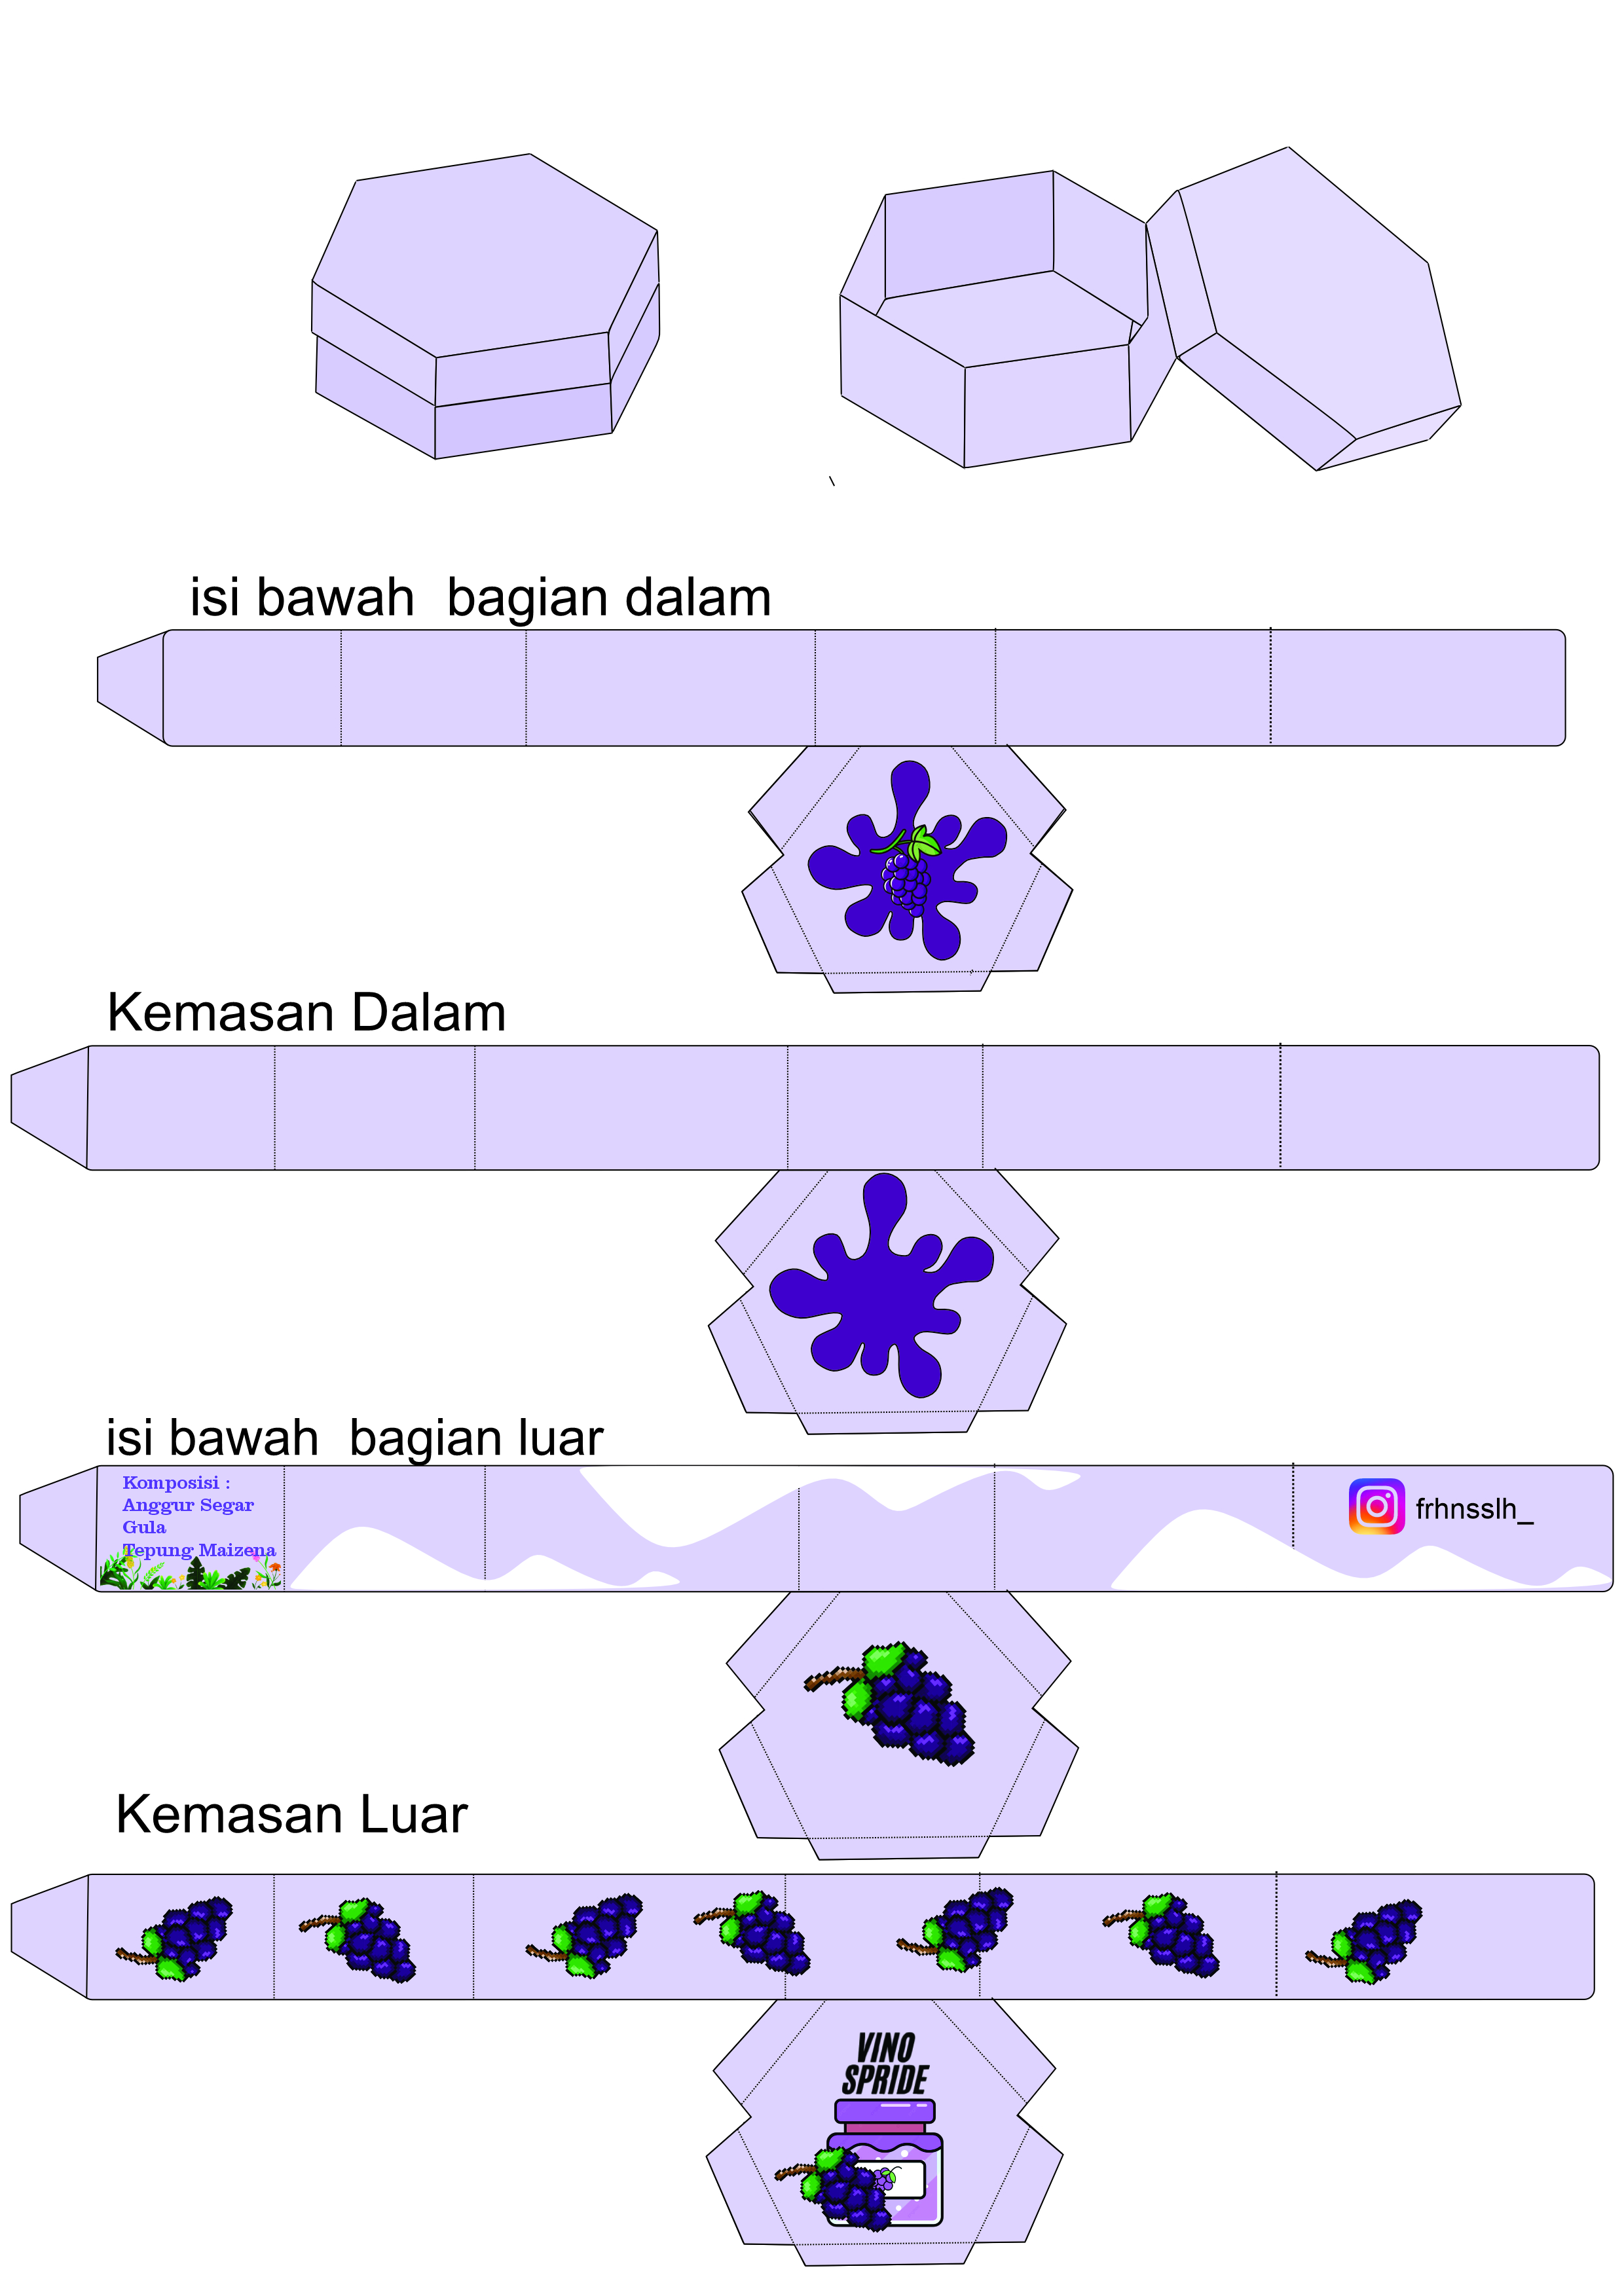 isi bawah  bagian dalam
Kemasan Dalam
isi bawah  bagian luar
Komposisi :
Anggur Segar
Gula
Tepung Maizena
frhnsslh_
Kemasan Luar
VINO
SPRIDE